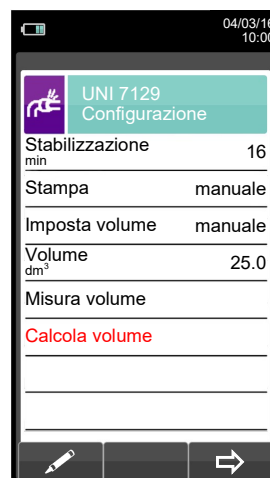 04/03/16
10:00
UNI 7129
Configurazione
Stabilizzazione 16
min
Stampa manuale
Imposta volume manuale
Volume 25.0
dm³
Misura volume
Calcola volume